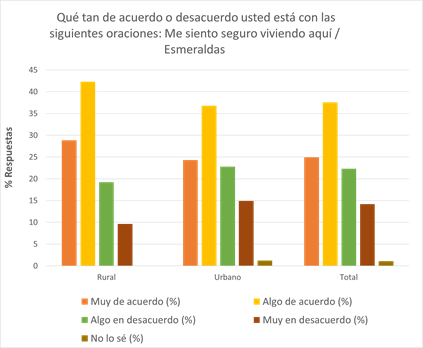 Qué tan de acuerdo o desacuerdo usted está con las
siguientes oraciones: Me siento seguro viviendo aquí /
Esmeraldas
45
40
35
30
25
20
15
10
5
0
% Respuestas
Rural Urbano Total
Muy de acuerdo (%) Algo de acuerdo (%)
Algo en desacuerdo (%) Muy en desacuerdo (%)
No lo sé (%)